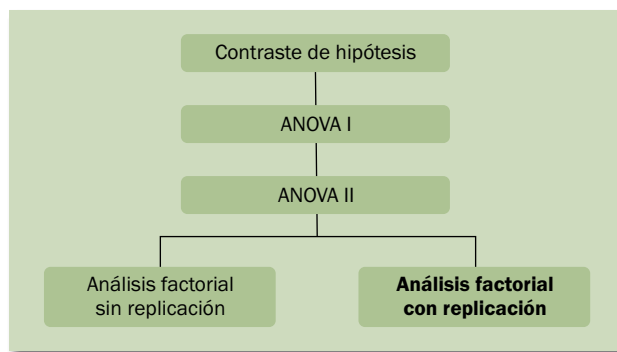 Contraste de hipótesis
ANOVA I
ANOVA II
Análisis factorial
sin replicación
Análisis factorial
con replicación